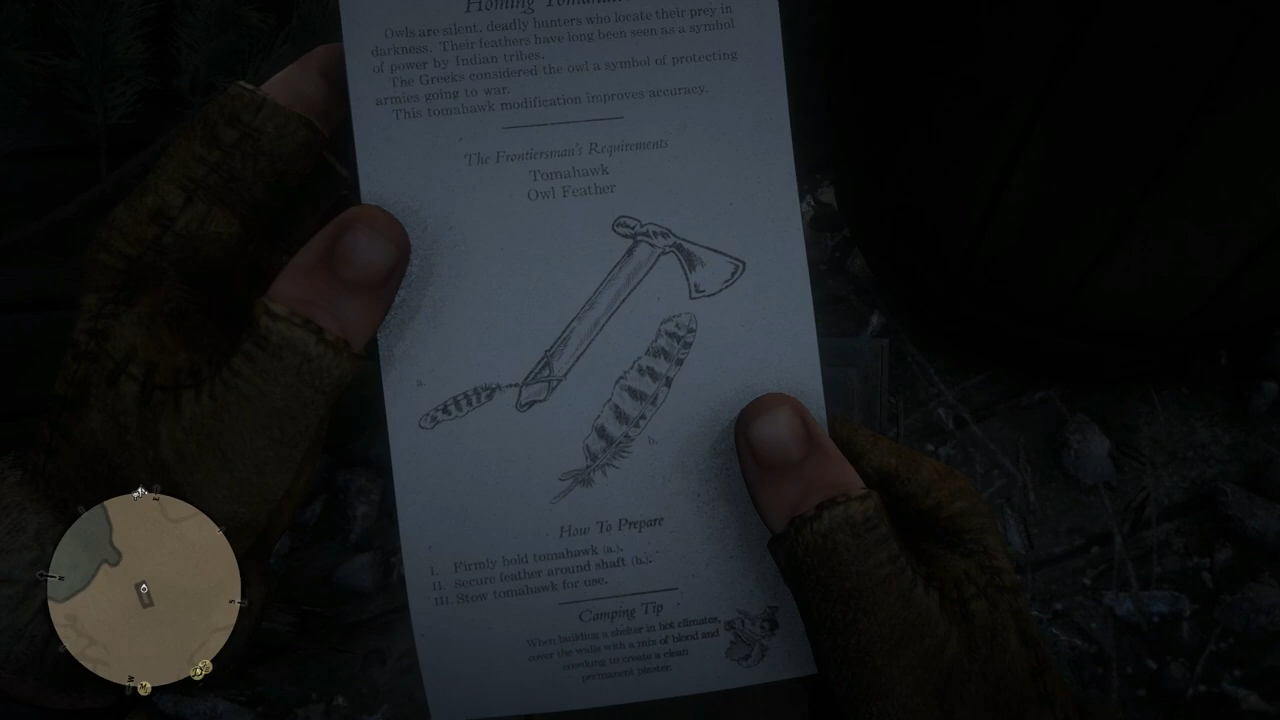 Homing Tomahawk
Owls are silent, deadly hunters who locate their prey in
darkness. Their feathers have long been seen as a symbol
of power by Indian tribes.
The Greeks considered the owl a symbol of protecting
armies going to war.
This tomahawk modification improves accuracy.
The Frontiersman's Requirements
Tomahawk
Owl Feather
a.
b.
How To Prepare
I. Firmly hold tomahawk (a.).
II. Secure feather around shaft (b.).
III. Stow tomahawk for use.
Camping Tip
When building a shelter in hot climates,
cover the walls with a mix of blood and
cowdung to create a clean
permanent plaster.